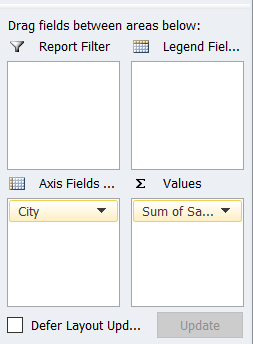 Drag fields between areas below:
Report Filter
Legend Fiel...
Axis Fields ...
Σ Values
City
Sum of Sa...
Defer Layout Upd...
Update